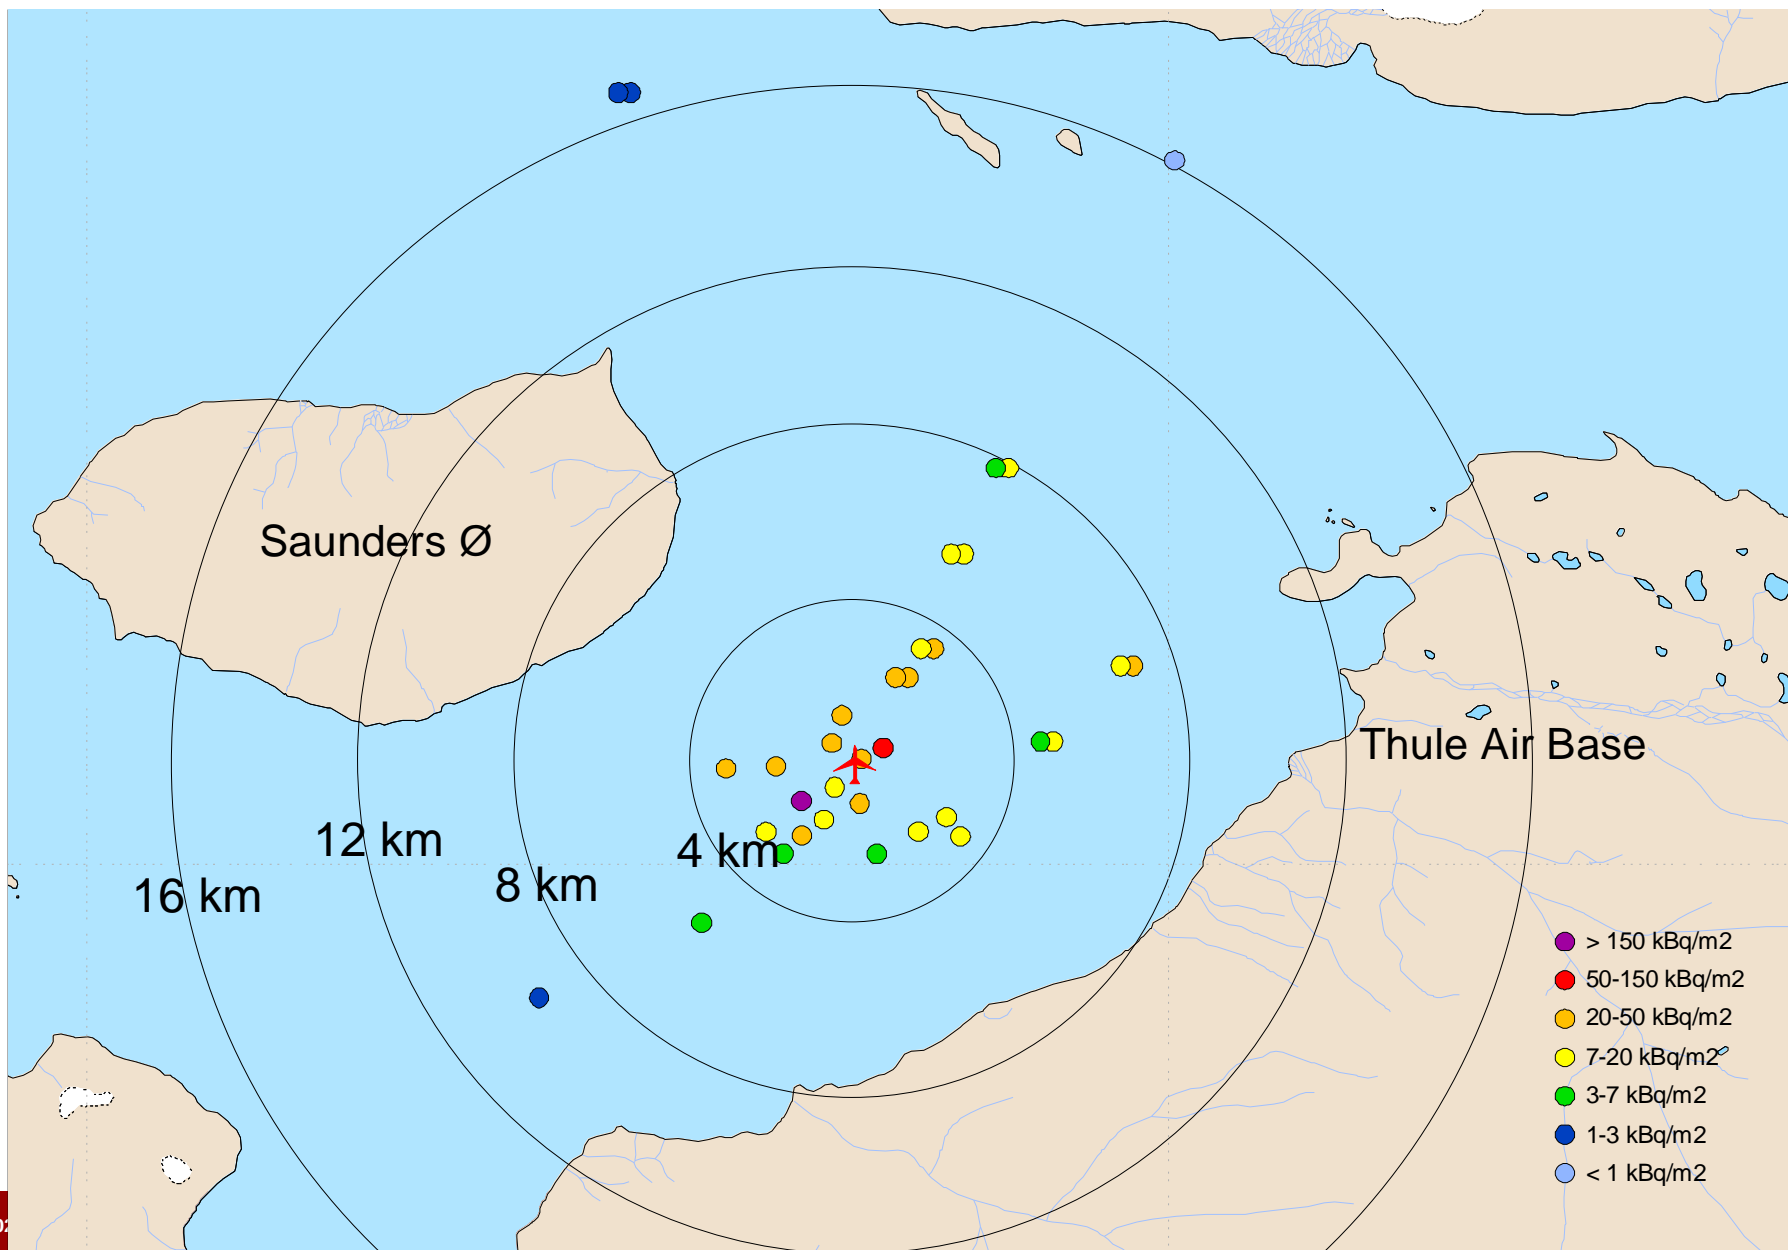 Saunders Ø
Thule Air Base
12 km
4 km
8 km
16 km
> 150 kBq/m2
50-150 kBq/m2
20-50 kBq/m2
7-20 kBq/m2
3-7 kBq/m2
1-3 kBq/m2
< 1 kBq/m2